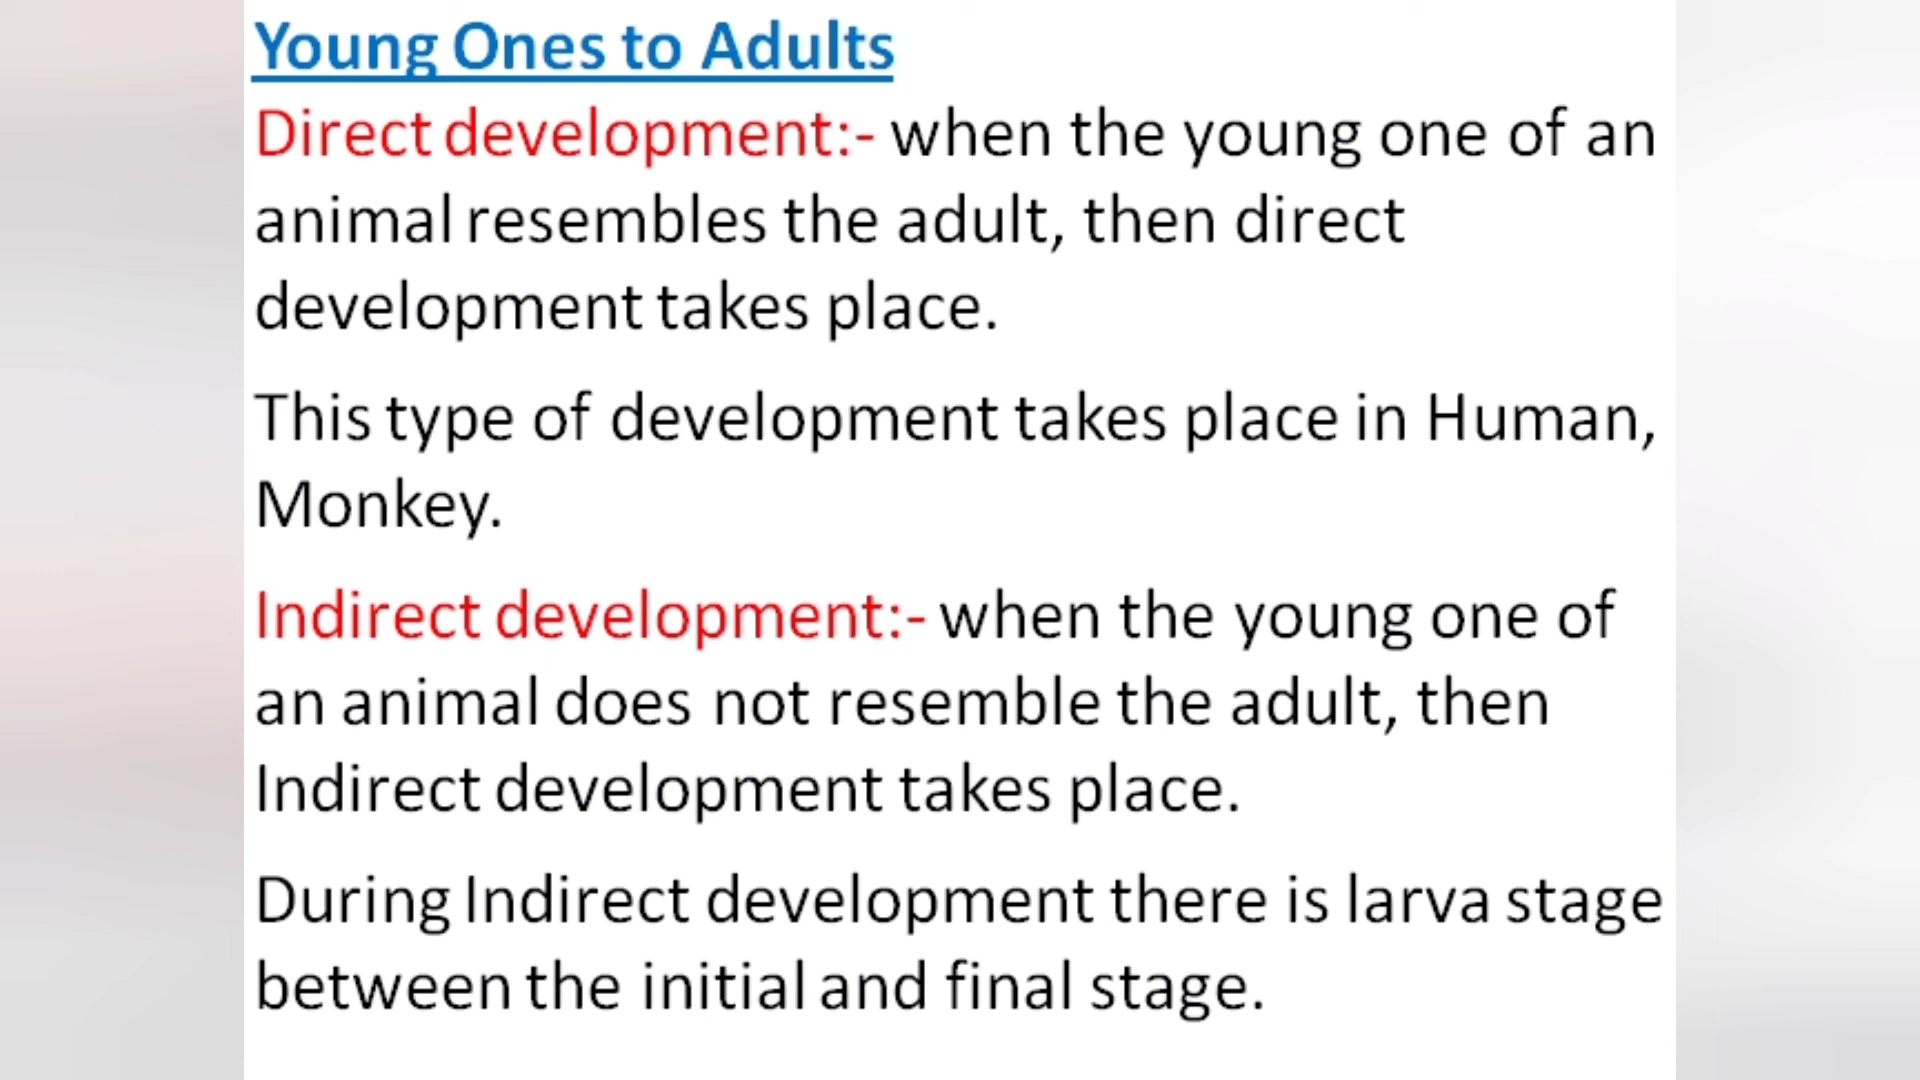 Young Ones to Adults
Direct development:- when the young one of an
animal resembles the adult, then direct
development takes place.
This type of development takes place in Human,
Monkey.
Indirect development:- when the young one of
an animal does not resemble the adult, then
Indirect development takes place.
During Indirect development there is larva stage
between the initial and final stage.